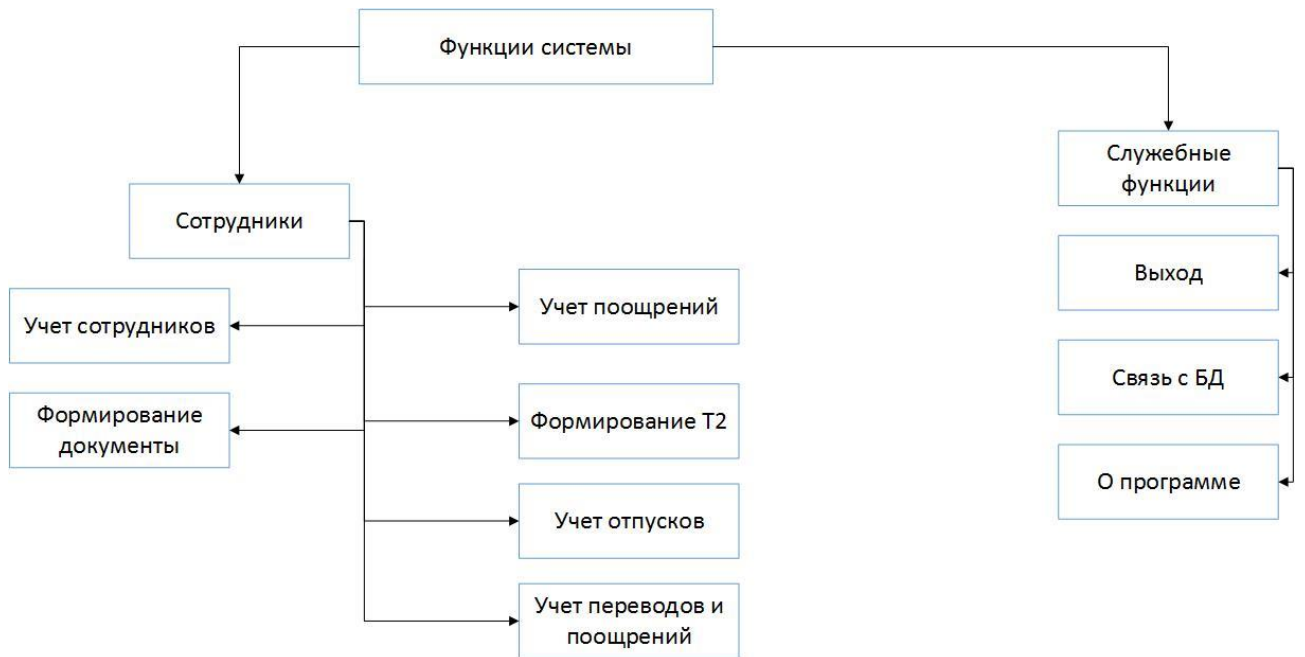 Функции системы
Служебные
функции
Сотрудники
Выход
Учет поощрений
Учет сотрудников
Связь с БД
Формирование
документы
Формирование Т2
О программе
Учет отпусков
Учет переводов и
поощрений